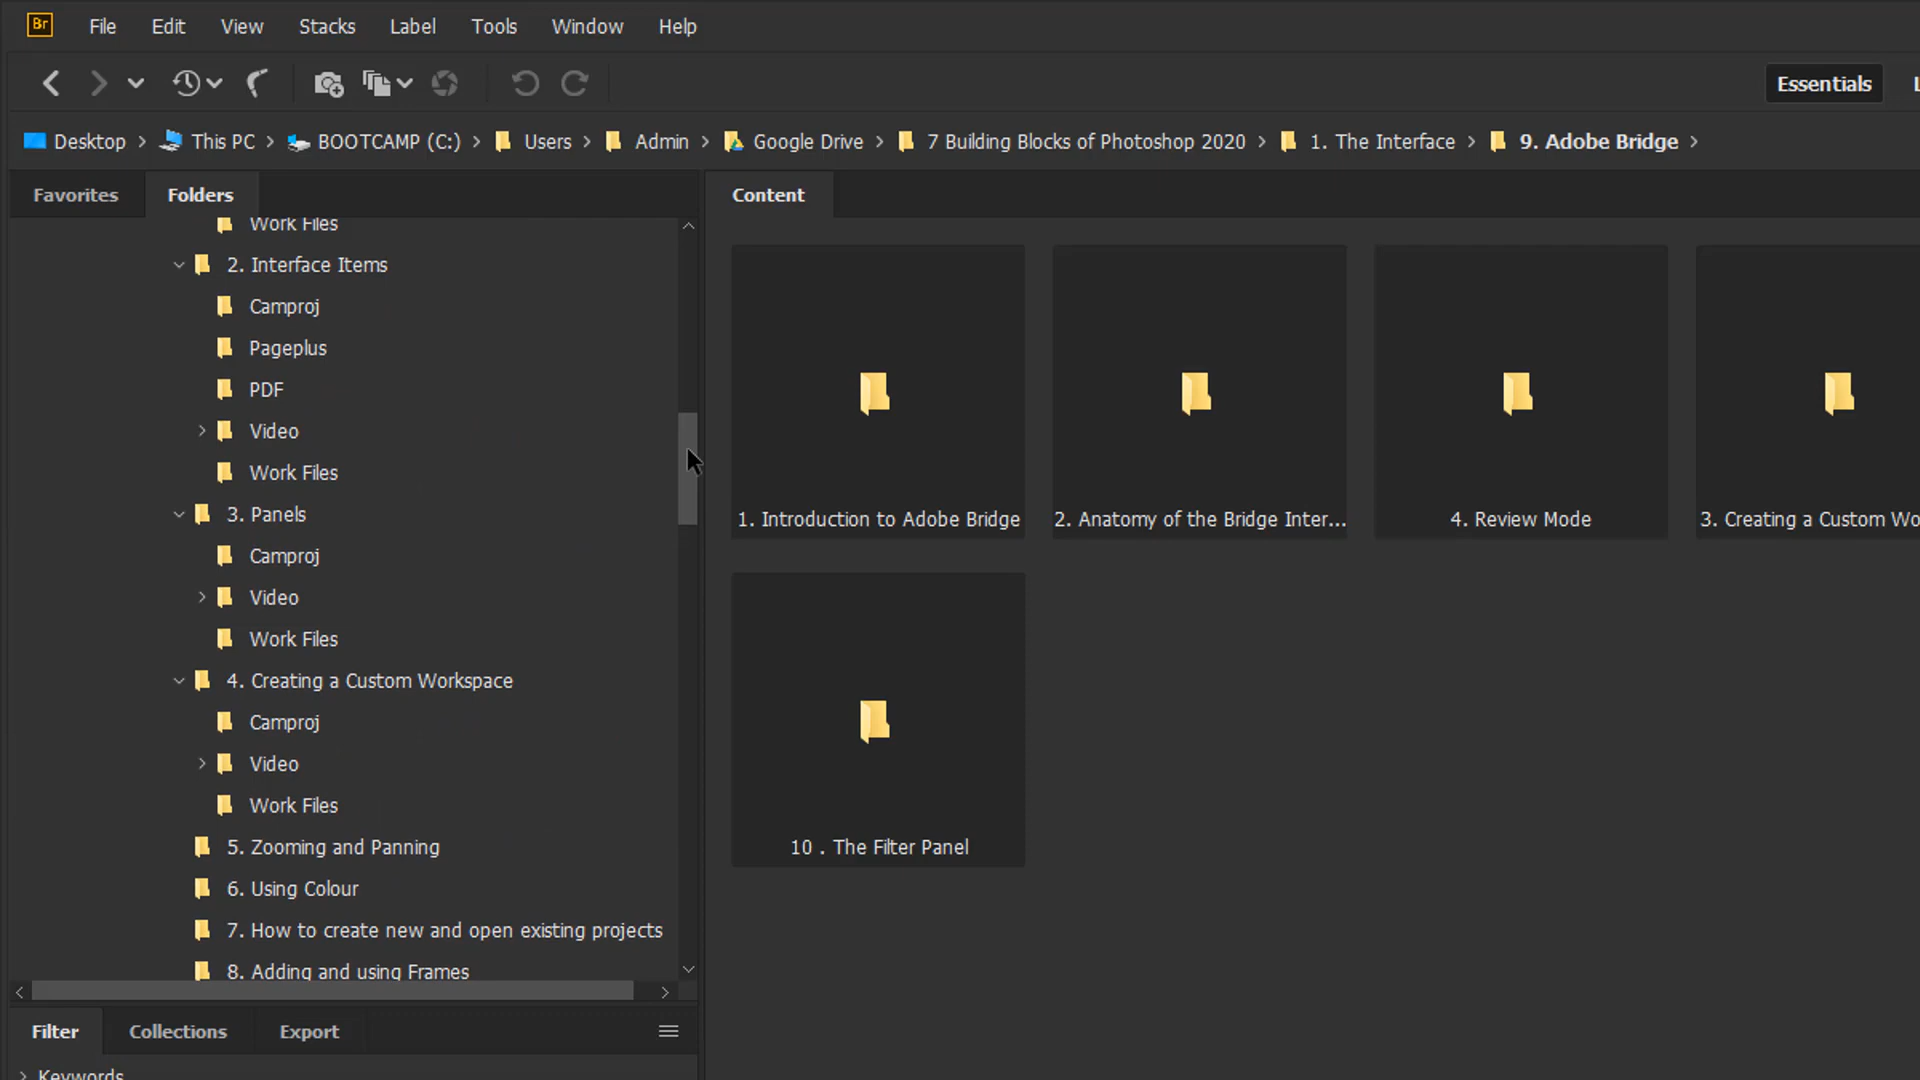 Br File Edit View Stacks Label Tools Window Help
Essentials
Desktop This PC BOOTCAMP (C:) Users Admin Google Drive 7 Building Blocks of Photoshop 2020 1. The Interface 9. Adobe Bridge
Favorites Folders
Work Files
2. Interface Items
Camproj
Pageplus
PDF
Video
Work Files
3. Panels
Camproj
Video
Work Files
4. Creating a Custom Workspace
Camproj
Video
Work Files
5. Zooming and Panning
6. Using Colour
7. How to create new and open existing projects
8. Adding and using Frames
Filter Collections Export
Keywords
Content
1. Introduction to Adobe Bridge
2. Anatomy of the Bridge Inter...
4. Review Mode
3. Creating a Custom Wo
10 . The Filter Panel